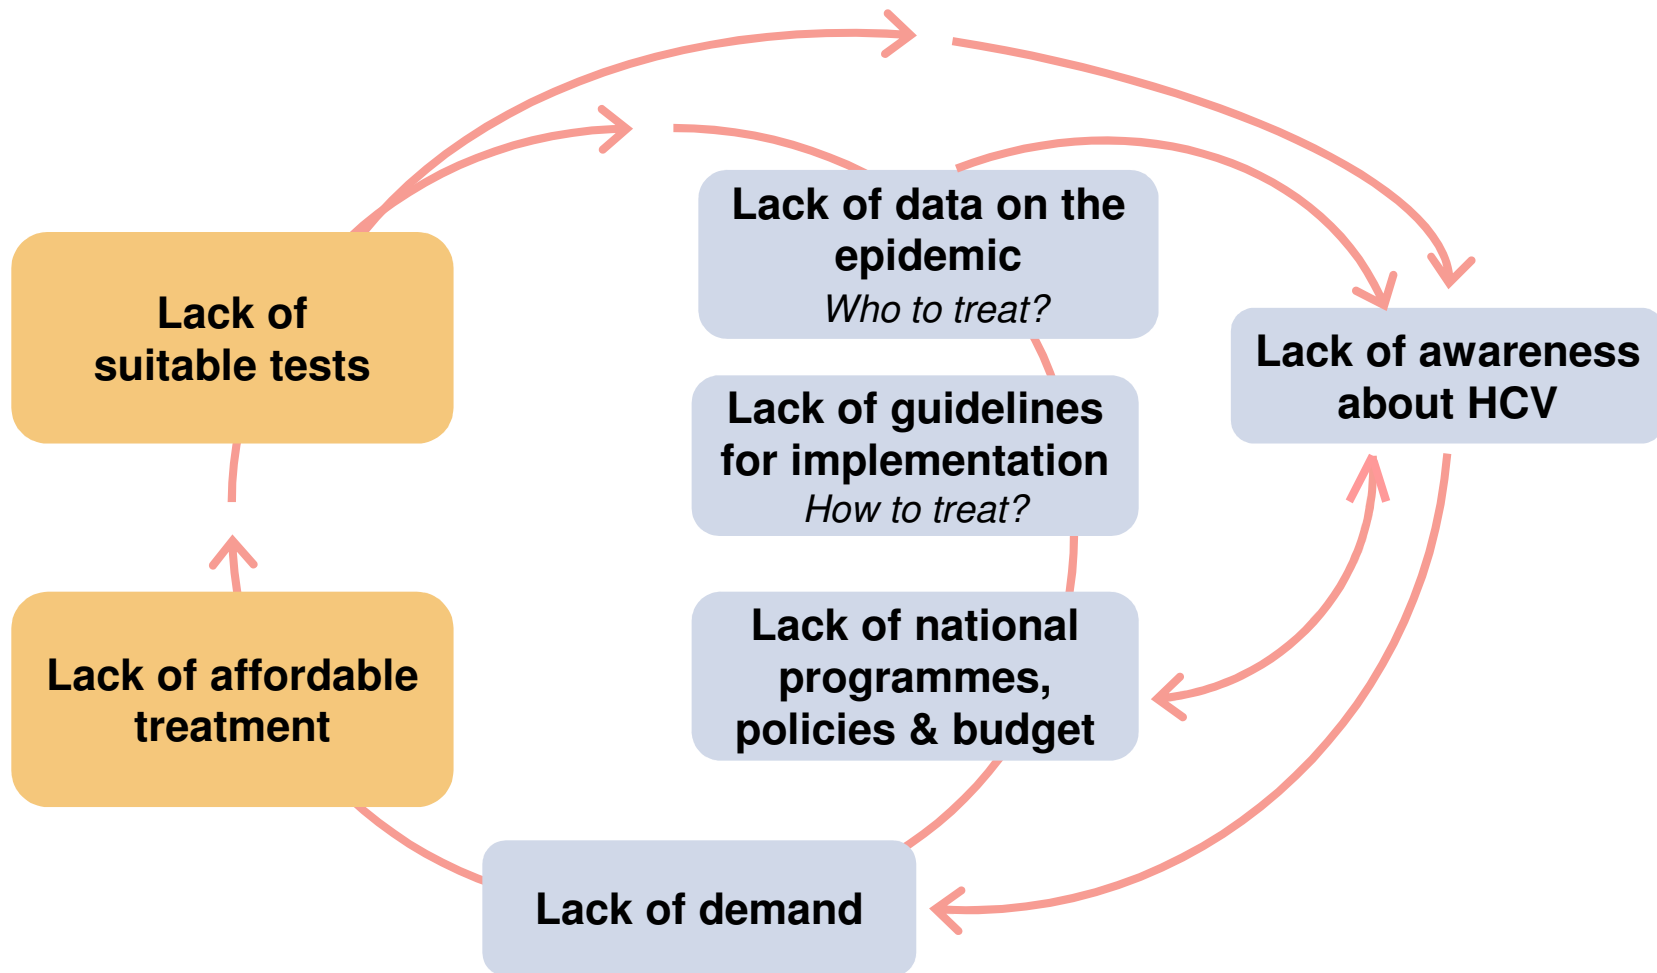 Lack of data on the
epidemic
Who to treat?
Lack of
suitable tests
Lack of awareness
about HCV
Lack of guidelines
for implementation
How to treat?
Lack of national
programmes,
policies & budget
Lack of affordable
treatment
Lack of demand